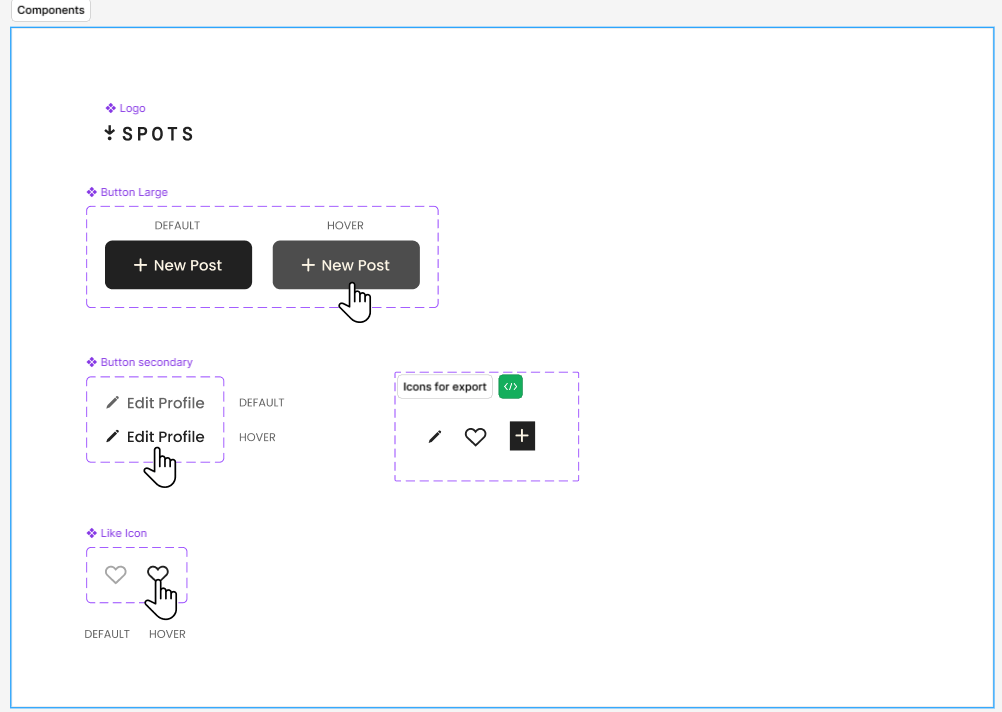 Components
Logo
SPOTS
Button Large
DEFAULT HOVER
+ New Post + New Post
Button secondary
Icons for export </>
Edit Profile DEFAULT
Edit Profile HOVER
Like Icon
DEFAULT HOVER